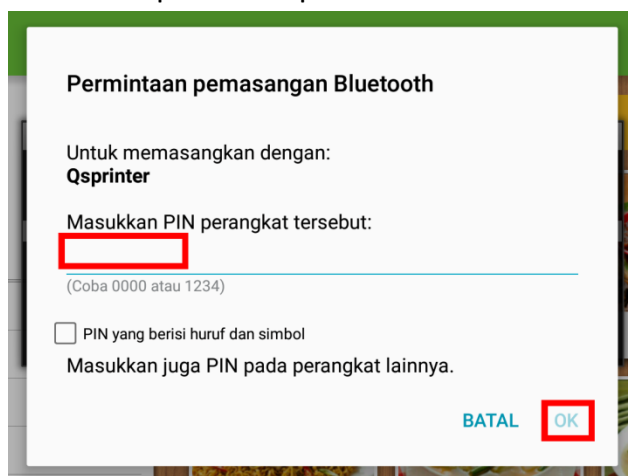 Permintaan pemasangan Bluetooth
Untuk memasangkan dengan:
Qsprinter
Masukkan PIN perangkat tersebut:
(Coba 0000 atau 1234)
PIN yang berisi huruf dan simbol
Masukkan juga PIN pada perangkat lainnya.
BATAL OK